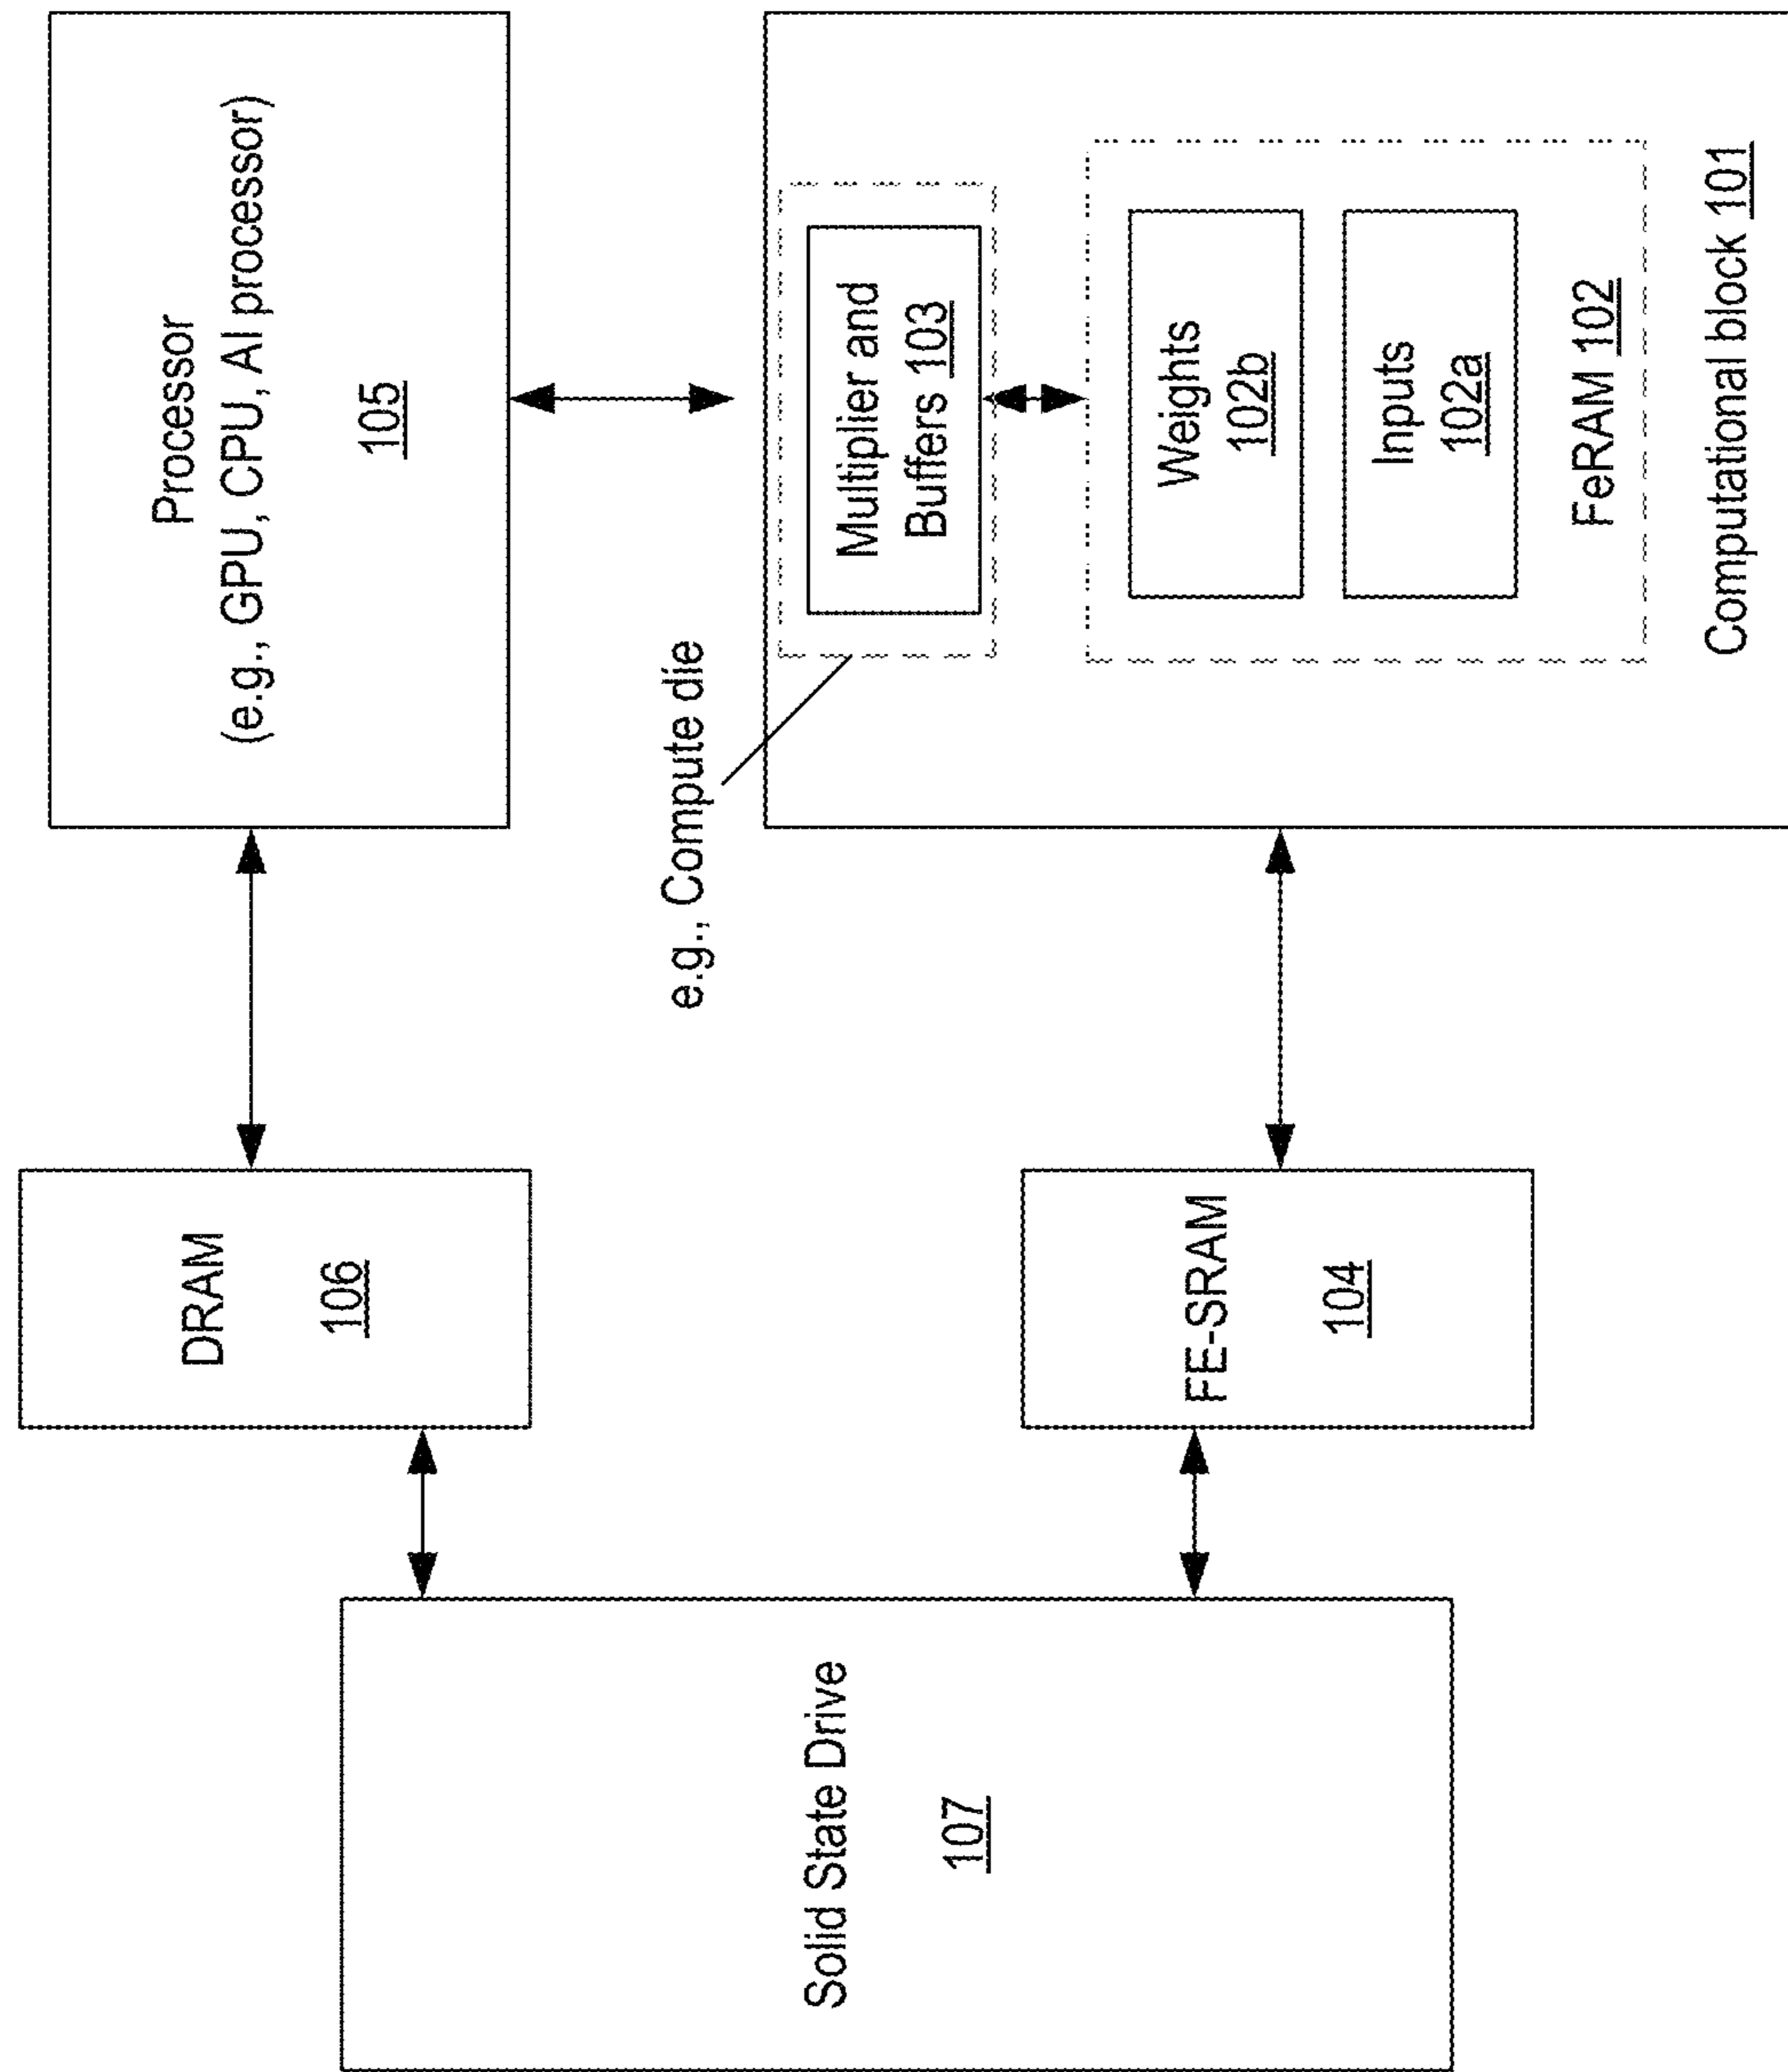 Processor
(e.g., GPU, CPU, AI processor)
105
DRAM
106
e.g., Compute die
Multiplier and
Buffers 103
Weights
102b
Inputs
102a
FeRAM 102
Computational block 101
FE-SRAM
104
Solid State Drive
107